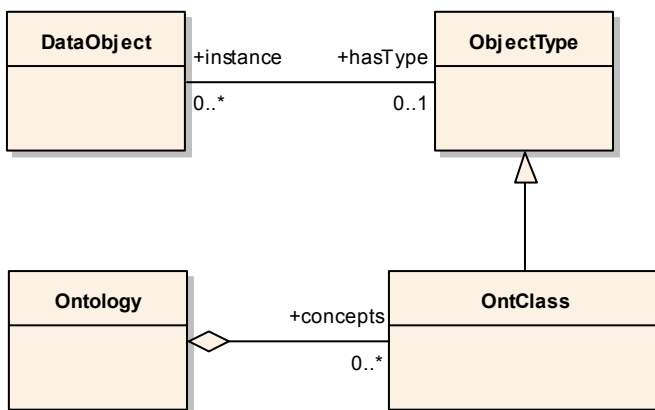 DataObject
ObjectType
+instance
+hasType
0..*
0..1
Ontology
OntClass
+concepts
0..*